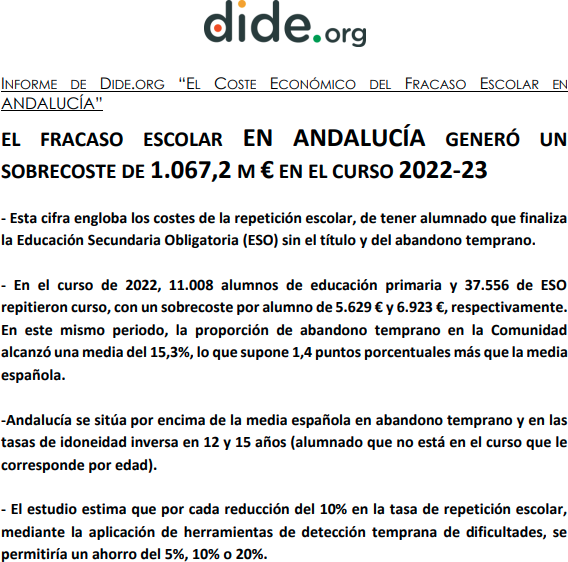 dide.org
INFORME DE DIDE.ORG “EL COSTE ECONÓMICO DEL FRACASO ESCOLAR EN
ANDALUCÍA”
EL FRACASO ESCOLAR EN ANDALUCÍA GENERÓ UN
SOBRECOSTE DE 1.067,2 M € EN EL CURSO 2022-23
- Esta cifra engloba los costes de la repetición escolar, de tener alumnado que finaliza
la Educación Secundaria Obligatoria (ESO) sin el título y del abandono temprano.
- En el curso de 2022, 11.008 alumnos de educación primaria y 37.556 de ESO
repitieron curso, con un sobrecoste por alumno de 5.629 € y 6.923 €, respectivamente.
En este mismo periodo, la proporción de abandono temprano en la Comunidad
alcanzó una media del 15,3%, lo que supone 1,4 puntos porcentuales más que la media
española.
-Andalucía se sitúa por encima de la media española en abandono temprano y en las
tasas de idoneidad inversa en 12 y 15 años (alumnado que no está en el curso que le
corresponde por edad).
- El estudio estima que por cada reducción del 10% en la tasa de repetición escolar,
mediante la aplicación de herramientas de detección temprana de dificultades, se
permitiría un ahorro del 5%, 10% o 20%.